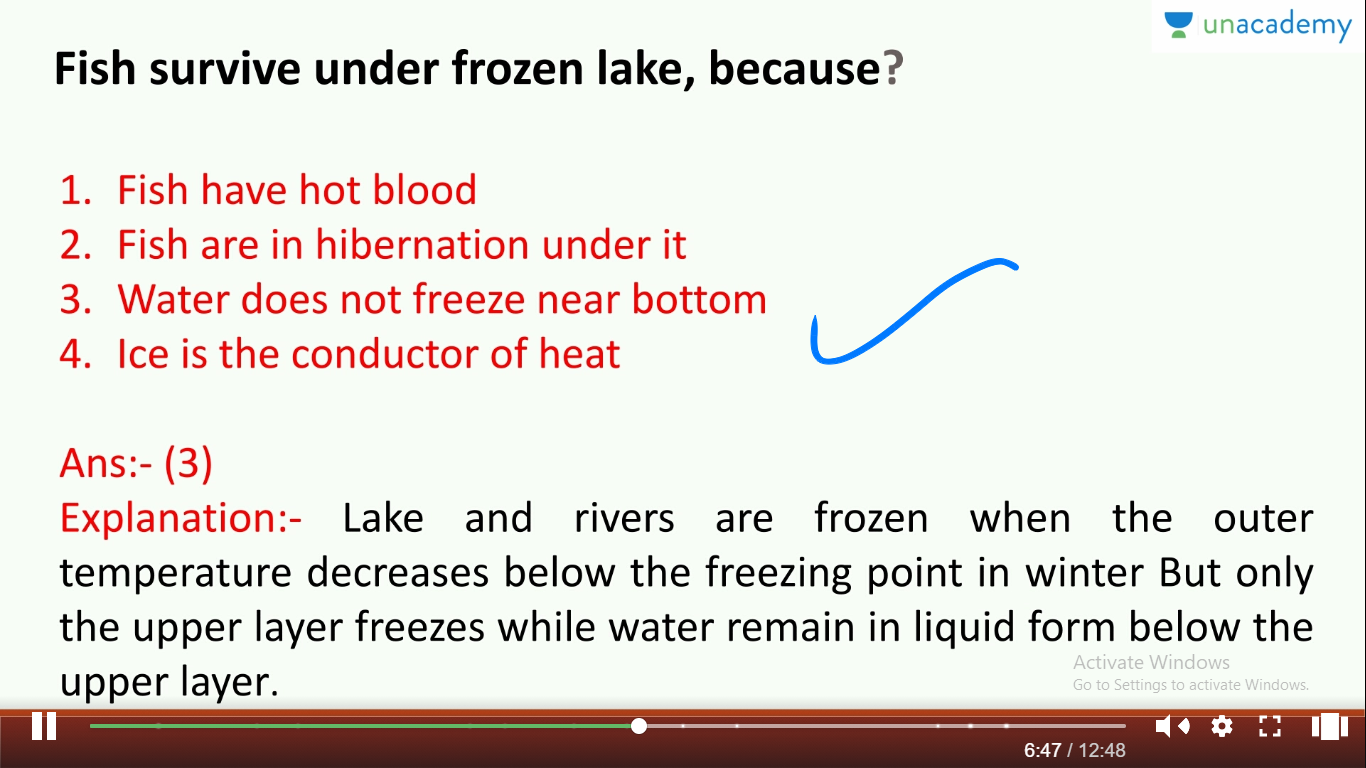 unacademy
Fish survive under frozen lake, because?
1. Fish have hot blood
2. Fish are in hibernation under it
3. Water does not freeze near bottom
4. Ice is the conductor of heat
Ans:- (3)
Explanation:- Lake and rivers are frozen when the outer
temperature decreases below the freezing point in winter But only
the upper layer freezes while water remain in liquid form below the
upper layer.
Activate Windows
Go to Settings to activate Windows.
6:47 / 12:48